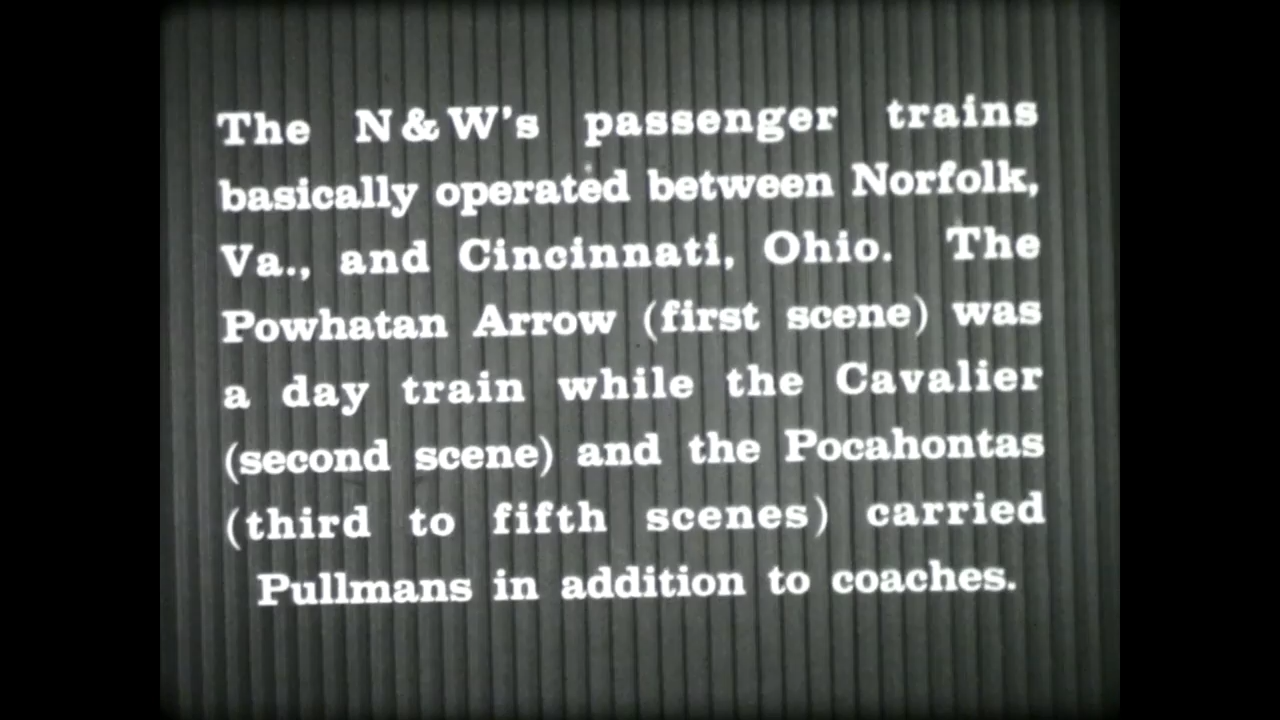 The N&W's passenger trains
basically operated between Norfolk,
Va., and Cincinnati, Ohio. The
Powhatan Arrow (first scene) was
a day train while the Cavalier
(second scene) and the Pocahontas
(third to fifth scenes) carried
Pullmans in addition to coaches.